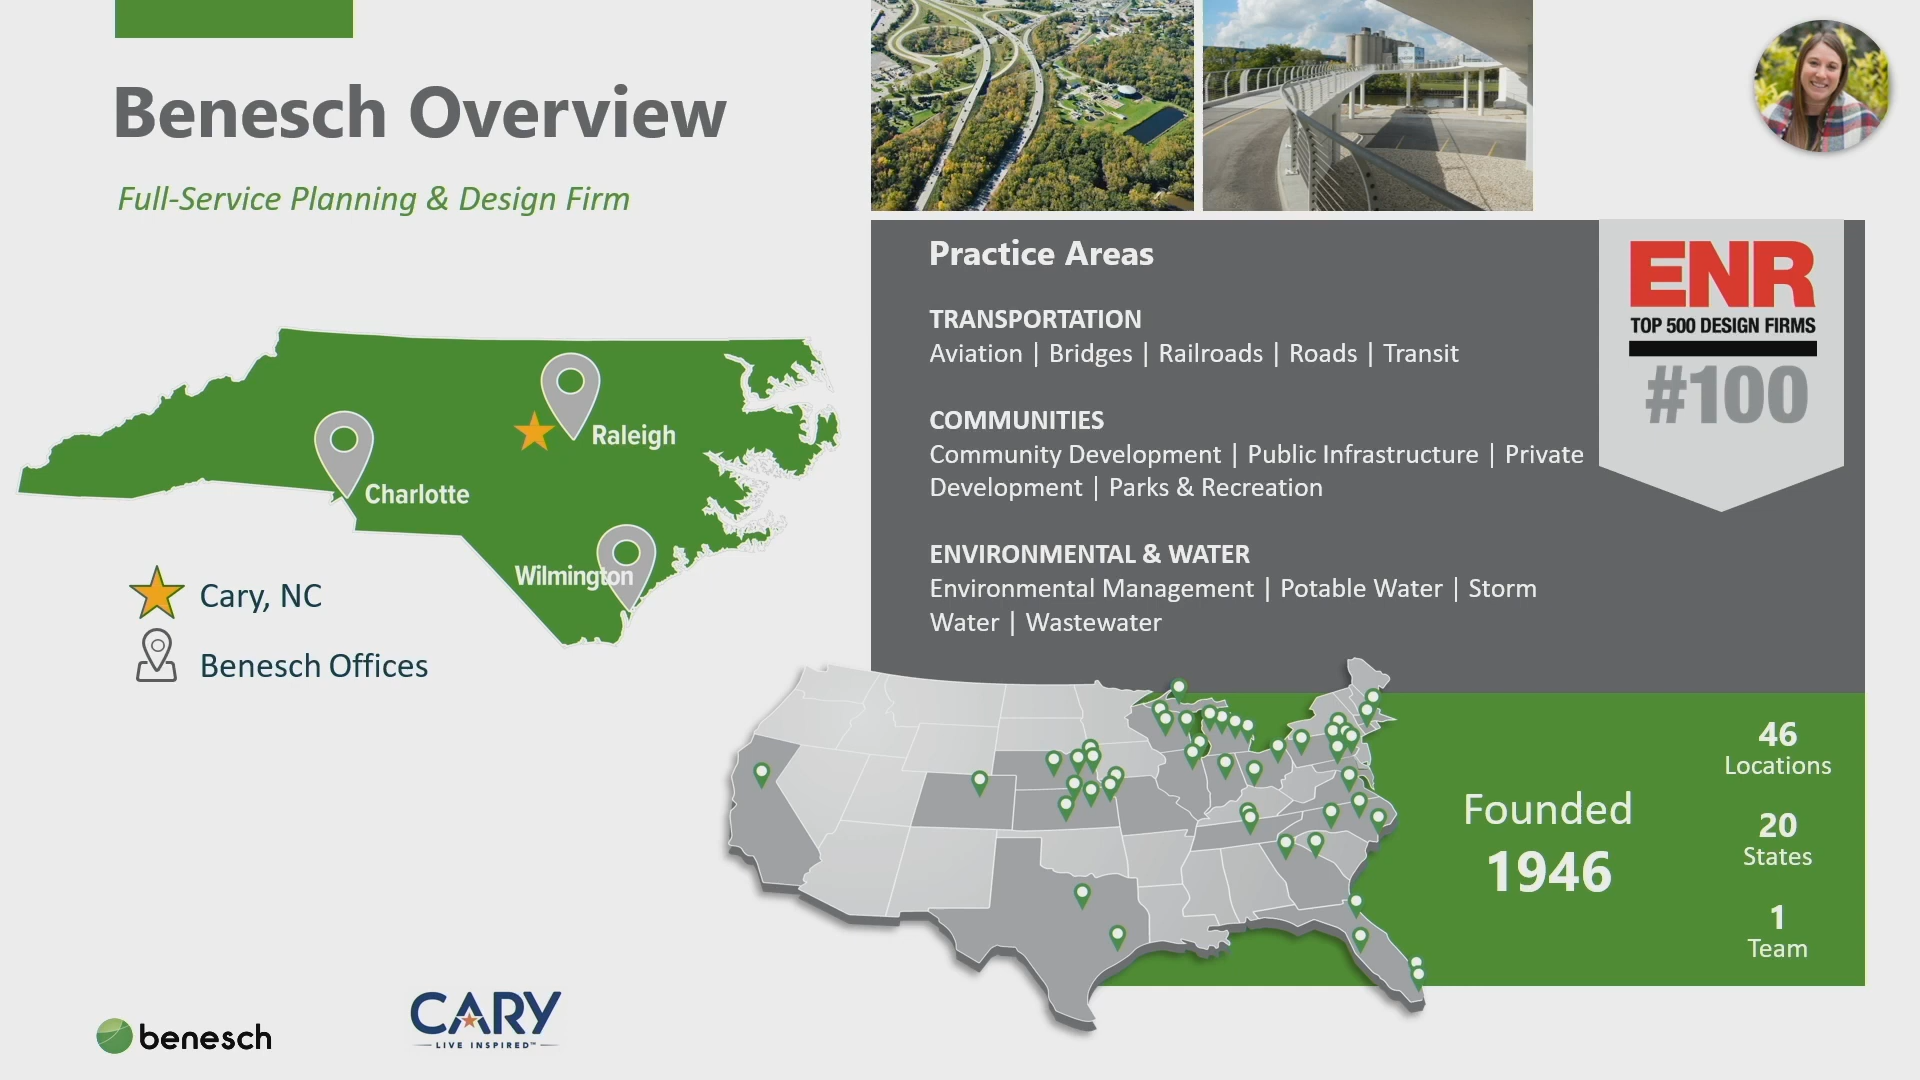 Benesch Overview
Full-Service Planning & Design Firm
Raleigh
Charlotte
Wilmington
Cary, NC
Benesch Offices
Practice Areas
TRANSPORTATION
Aviation | Bridges | Railroads | Roads | Transit
COMMUNITIES
Community Development | Public Infrastructure | Private
Development | Parks & Recreation
ENVIRONMENTAL & WATER
Environmental Management | Potable Water | Storm
Water | Wastewater
ENR
TOP 500 DESIGN FIRMS
#100
Founded
1946
46
Locations
20
States
1
Team
benesch
CARY
LIVE INSPIRED™